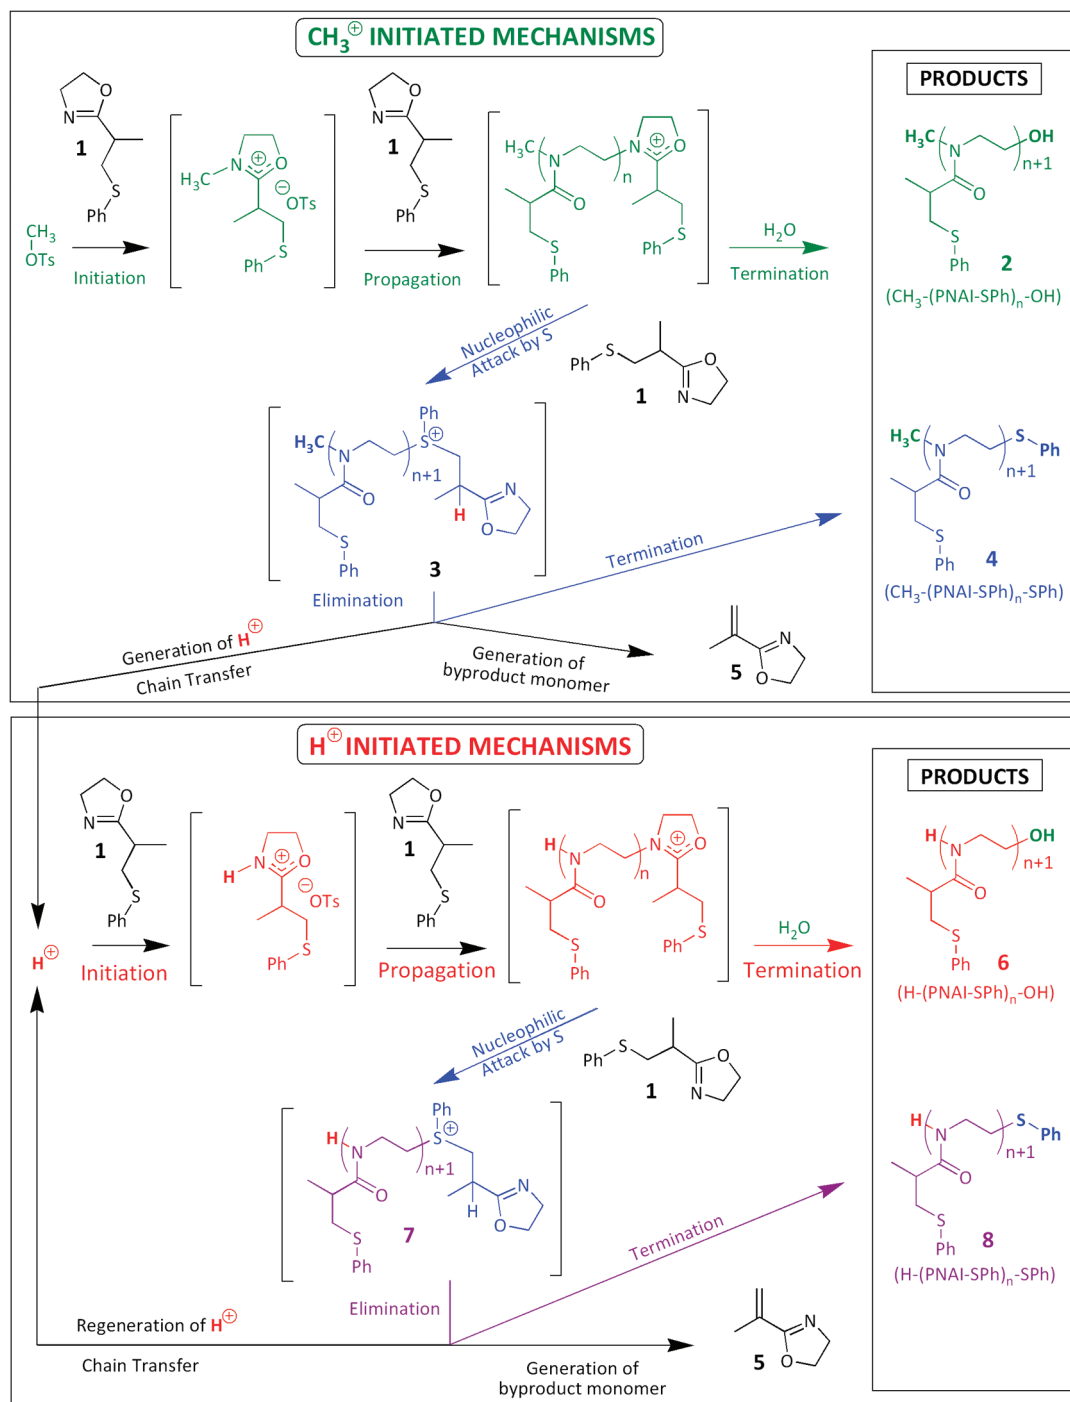 CH₃⊕ INITIATED MECHANISMS
PRODUCTS
N O
1
S
Ph
CH₃
OTs
Initiation
H₃C N ⊕ O
⊖OTs
S
Ph
N O
1
S
Ph
Propagation
H₃C N n N ⊕ O
O
S
Ph
S
Ph
H₂O
Termination
H₃C N n+1 OH
O
S
Ph
2
(CH₃-(PNAI-SPh)ₙ-OH)
Nucleophilic
Attack by S
Ph S O
N
1
Ph
H₃C N n+1 S⊕
O
H
N
O
S
Ph
3
Elimination
Termination
H₃C N n+1 S Ph
O
S
Ph
4
(CH₃-(PNAI-SPh)ₙ-SPh)
Generation of H⊕
Chain Transfer
Generation of
byproduct monomer
N
O
5
H⊕ INITIATED MECHANISMS
PRODUCTS
N O
1
S
Ph
H⊕
Initiation
H N ⊕ O
⊖OTs
S
Ph
N O
1
S
Ph
Propagation
H N n N ⊕ O
O
S
Ph
S
Ph
H₂O
Termination
H N n+1 OH
O
S
Ph
6
(H-(PNAI-SPh)ₙ-OH)
Nucleophilic
Attack by S
Ph S O
N
1
Ph
H N n+1 S⊕
O
H
N
O
S
Ph
7
Elimination
Termination
H N n+1 S Ph
O
S
Ph
8
(H-(PNAI-SPh)ₙ-SPh)
Regeneration of H⊕
Chain Transfer
Generation of
byproduct monomer
N
O
5